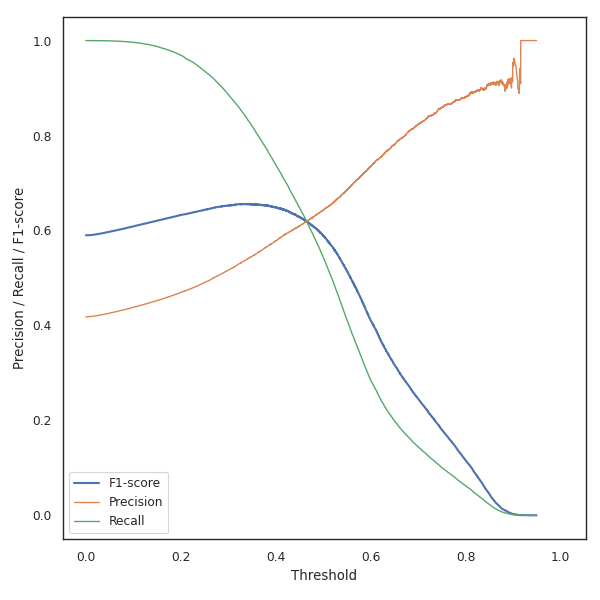 1.0
0.8
0.6
0.4
0.2
0.0
Precision / Recall / F1-score
F1-score
Precision
Recall
0.0 0.2 0.4 0.6 0.8 1.0
Threshold